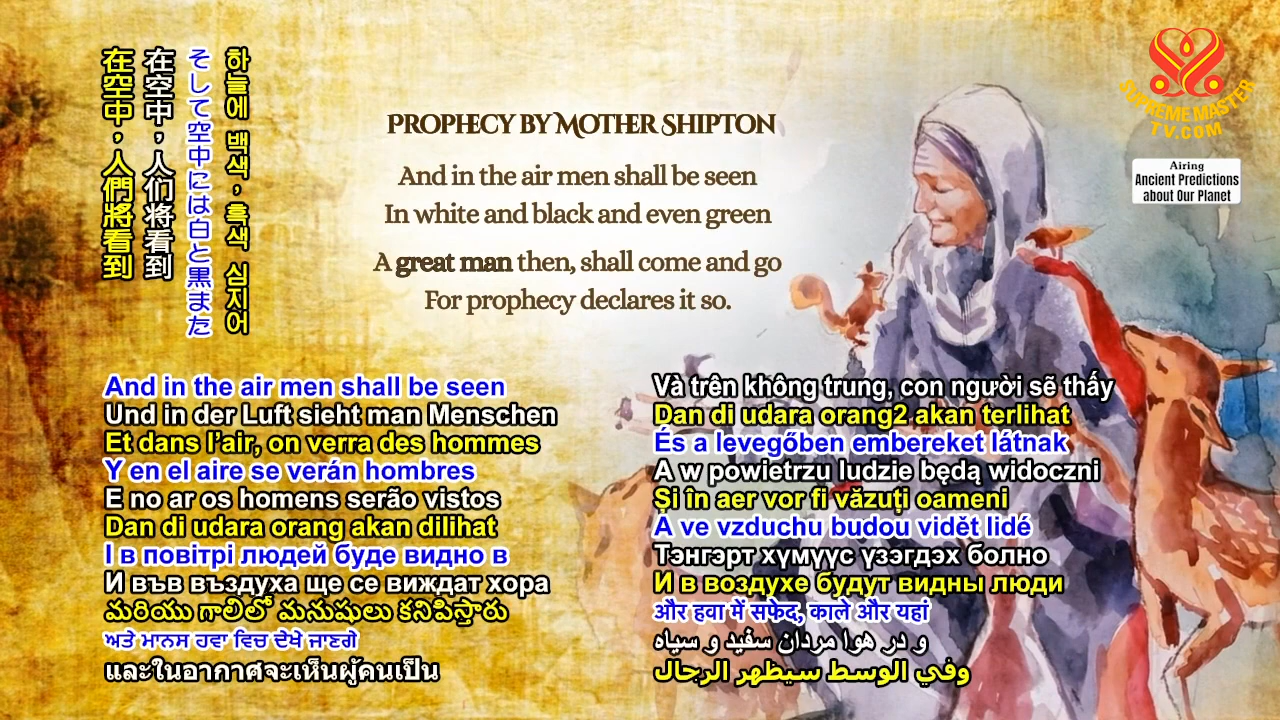 在空中，人們將看到
在空中，人们将看到
そして空中には白と黒また
하늘에 백색，흑색 심지어
PROPHECY BY MOTHER SHIPTON
And in the air men shall be seen
In white and black and even green
A great man then, shall come and go
For prophecy declares it so.
SUPREME MASTER
TV.COM
Airing
Ancient Predictions
about Our Planet
And in the air men shall be seen
Und in der Luft sieht man Menschen
Et dans l’air, on verra des hommes
Y en el aire se verán hombres
E no ar os homens serão vistos
Dan di udara orang akan dilihat
І в повітрі людей буде видно в
И във въздуха ще се виждат хора
మరియు గాలిలో మనుషులు కనిపిస్తారు
ਅਤੇ ਮਾਨਸ ਹਵਾ ਵਿਚ ਦੇਖੇ ਜਾਣਗੇ
และในอากาศจะเห็นผู้คนเป็น
Và trên không trung, con người sẽ thấy
Dan di udara orang2 akan terlihat
És a levegőben embereket látnak
A w powietrzu ludzie będą widoczni
Și în aer vor fi văzuți oameni
A ve vzduchu budou vidět lidé
Тэнгэрт хүмүүс үзэгдэх болно
И в воздухе будут видны люди
और हवा में सफेद, काले और यहां
و در هوا مردان سفید و سیاه
وفي الوسط سيظهر الرجال